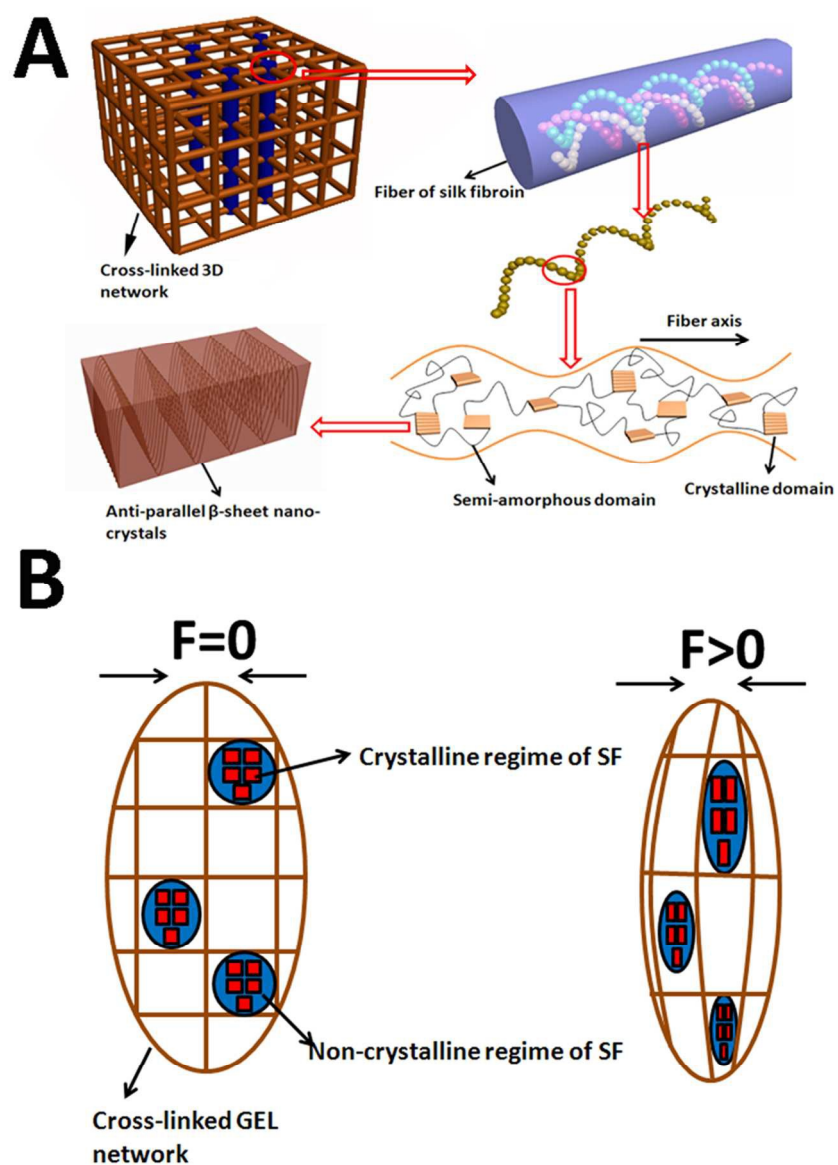 A
Fiber of silk fibroin
Cross-linked 3D
network
Fiber axis
Semi-amorphous domain
Crystalline domain
Anti-parallel β-sheet nano-
crystals
B
F=0
F>0
Crystalline regime of SF
Non-crystalline regime of SF
Cross-linked GEL
network